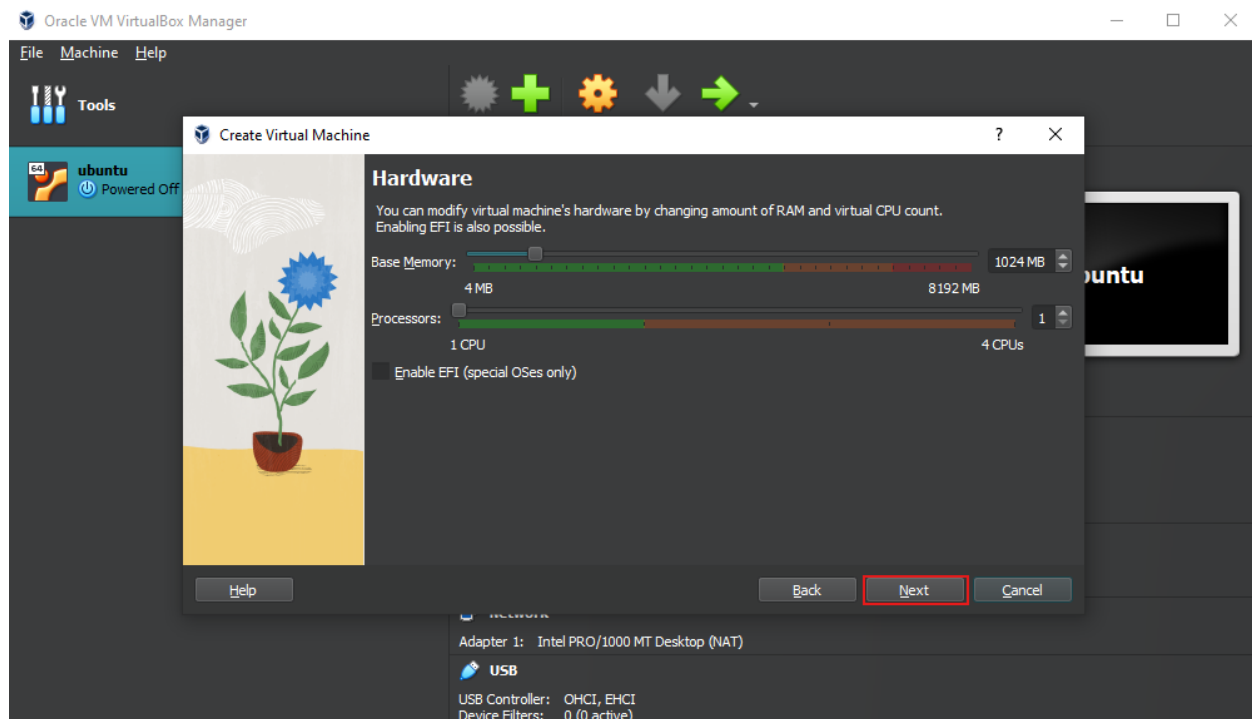 Oracle VM VirtualBox Manager
File Machine Help
Tools
64
ubuntu
Powered Off
Create Virtual Machine
?
Hardware
You can modify virtual machine's hardware by changing amount of RAM and virtual CPU count.
Enabling EFI is also possible.
Base Memory:
1024 MB
4 MB
8192 MB
Processors:
1
1 CPU
4 CPUs
Enable EFI (special OSes only)
Help
Back
Next
Cancel
buntu
Network
Adapter 1: Intel PRO/1000 MT Desktop (NAT)
USB
USB Controller: OHCI, EHCI
Device Filters: 0 (0 active)